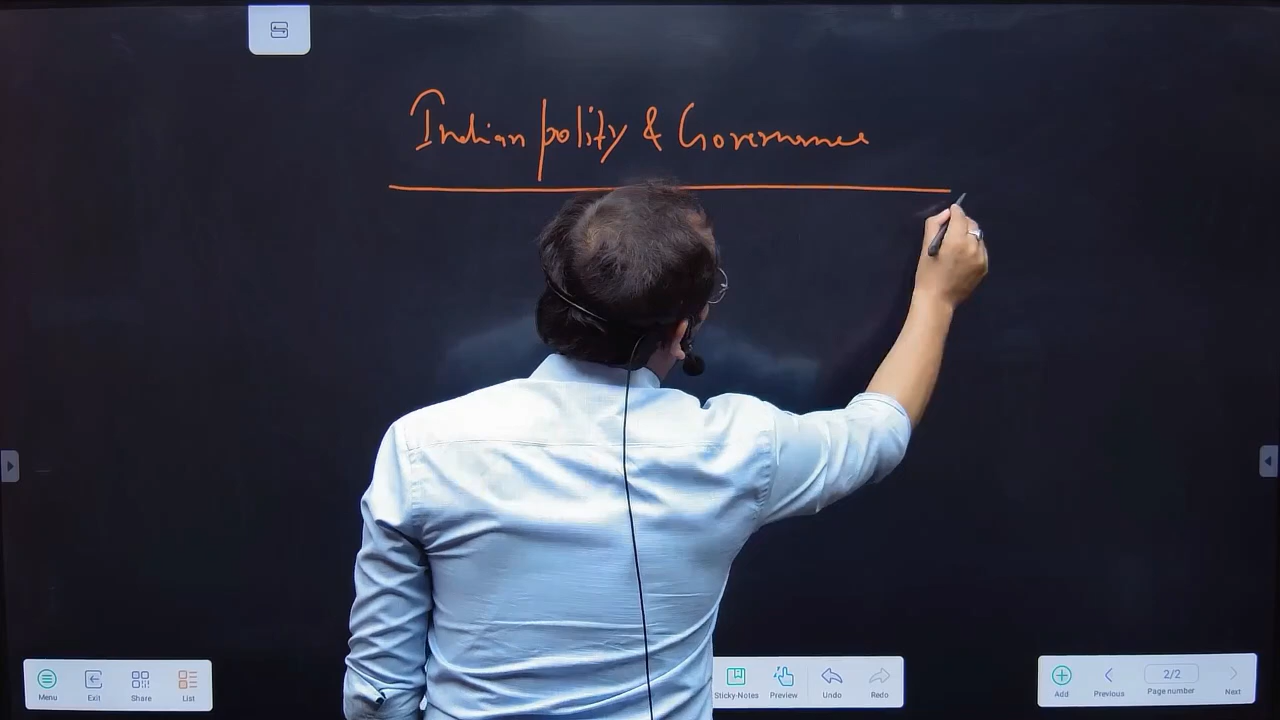 Indian polity & Governance
Menu Exit Share List
Sticky-Notes Preview Undo Redo
Add Previous 2/2 Page number Next